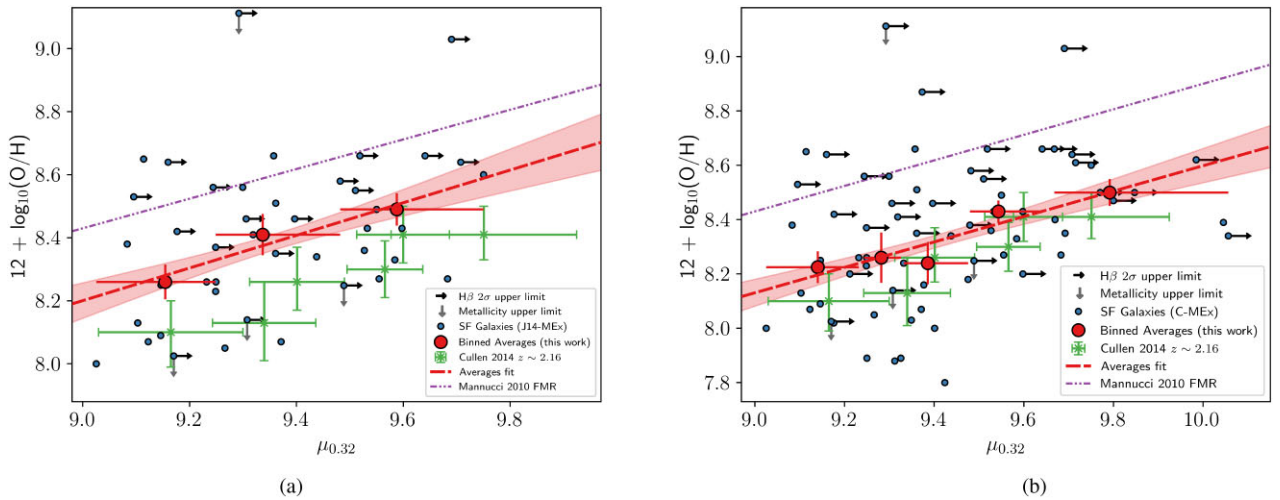 9.0
8.8
8.6
8.4
8.2
8.0
12 + log₁₀(O/H)
9.0 9.2 9.4 9.6 9.8
μ₀.₃₂
Hβ 2σ upper limit
Metallicity upper limit
SF Galaxies (J14-MEx)
Binned Averages (this work)
Cullen 2014 z ∼ 2.16
Averages fit
Mannucci 2010 FMR
(a)
9.0
8.8
8.6
8.4
8.2
8.0
7.8
12 + log₁₀(O/H)
9.0 9.2 9.4 9.6 9.8 10.0
μ₀.₃₂
Hβ 2σ upper limit
Metallicity upper limit
SF Galaxies (C-MEx)
Binned Averages (this work)
Cullen 2014 z ∼ 2.16
Averages fit
Mannucci 2010 FMR
(b)